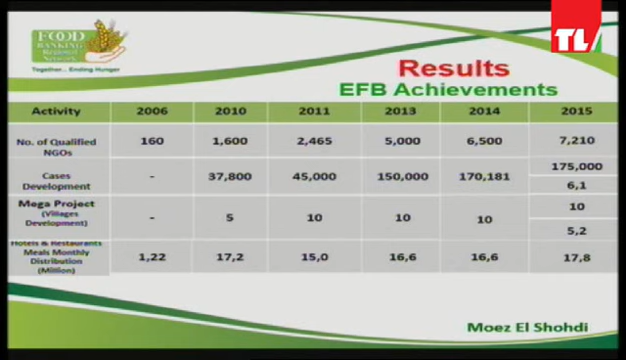 FOOD
BANKING
Regional
Network
Together... Ending Hunger
TL
Results
EFB Achievements
Activity 2006 2010 2011 2013 2014 2015
No. of Qualified NGOs 160 1,600 2,465 5,000 6,500 7,210
Cases Development - 37,800 45,000 150,000 170,181 175,000
6,1
Mega Project (Villages Development) - 5 10 10 10 10
5,2
Hotels & Restaurants Meals Monthly Distribution (Million) 1,22 17,2 15,0 16,6 16,6 17,8
Moez El Shohdi